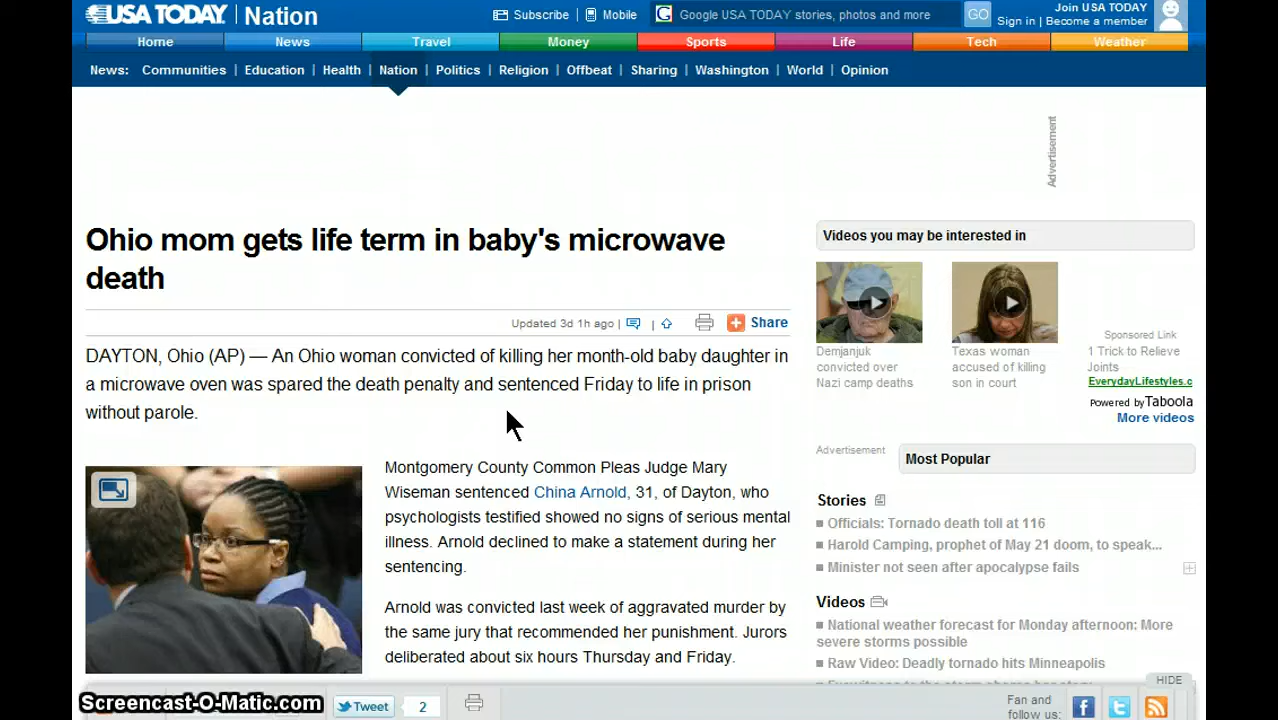 USA TODAY Nation
Subscribe | Mobile
Google USA TODAY stories, photos and more
GO
Join USA TODAY
Sign in | Become a member
Home News Travel Money Sports Life Tech Weather
News: Communities | Education | Health | Nation | Politics | Religion | Offbeat | Sharing | Washington | World | Opinion
Advertisement
Ohio mom gets life term in baby's microwave
death
Updated 3d 1h ago | | Share
DAYTON, Ohio (AP) — An Ohio woman convicted of killing her month-old baby daughter in
a microwave oven was spared the death penalty and sentenced Friday to life in prison
without parole.
Montgomery County Common Pleas Judge Mary
Wiseman sentenced China Arnold, 31, of Dayton, who
psychologists testified showed no signs of serious mental
illness. Arnold declined to make a statement during her
sentencing.
Arnold was convicted last week of aggravated murder by
the same jury that recommended her punishment. Jurors
deliberated about six hours Thursday and Friday.
Videos you may be interested in
Demjanjuk
convicted over
Nazi camp deaths
Texas woman
accused of killing
son in court
Sponsored Link
1 Trick to Relieve
Joints
EverydayLifestyles.c
Powered by Taboola
More videos
Advertisement
Most Popular
Stories
Officials: Tornado death toll at 116
Harold Camping, prophet of May 21 doom, to speak...
Minister not seen after apocalypse fails
Videos
National weather forecast for Monday afternoon: More
severe storms possible
Raw Video: Deadly tornado hits Minneapolis
HIDE
Screencast-O-Matic.com
Tweet 2
Fan and
follow us: